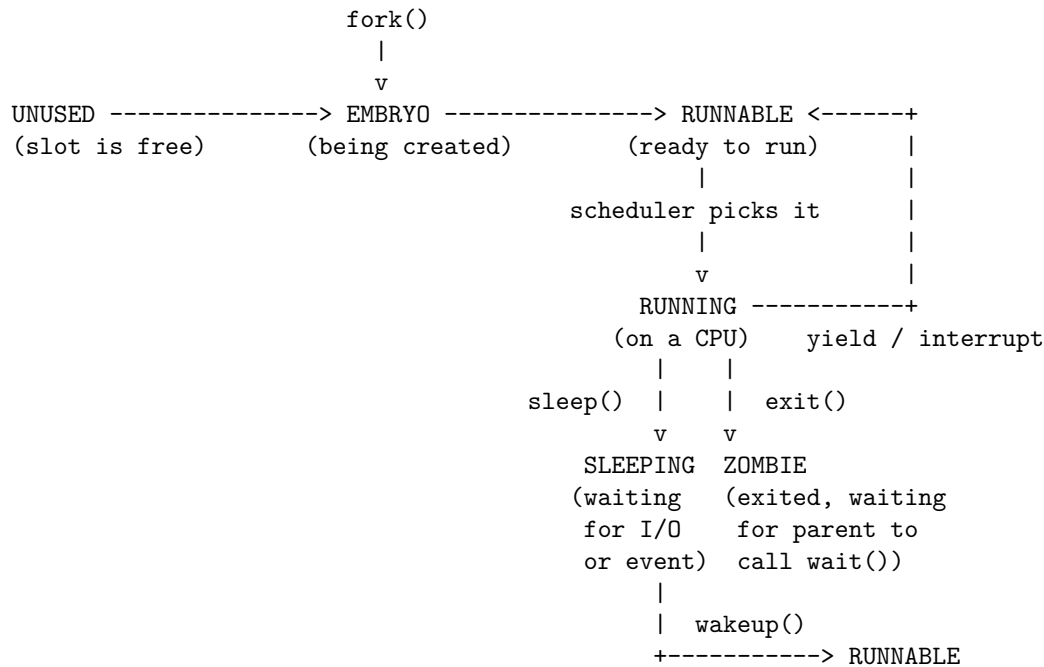 fork()
|
v
UNUSED ---------------> EMBRYO ---------------> RUNNABLE <------+
(slot is free) (being created) (ready to run) |
| |
scheduler picks it |
| |
v |
RUNNING -----------+
(on a CPU) yield / interrupt
| |
sleep() | | exit()
v v
SLEEPING ZOMBIE
(waiting (exited, waiting
for I/O for parent to
or event) call wait())
|
| wakeup()
+-----------> RUNNABLE